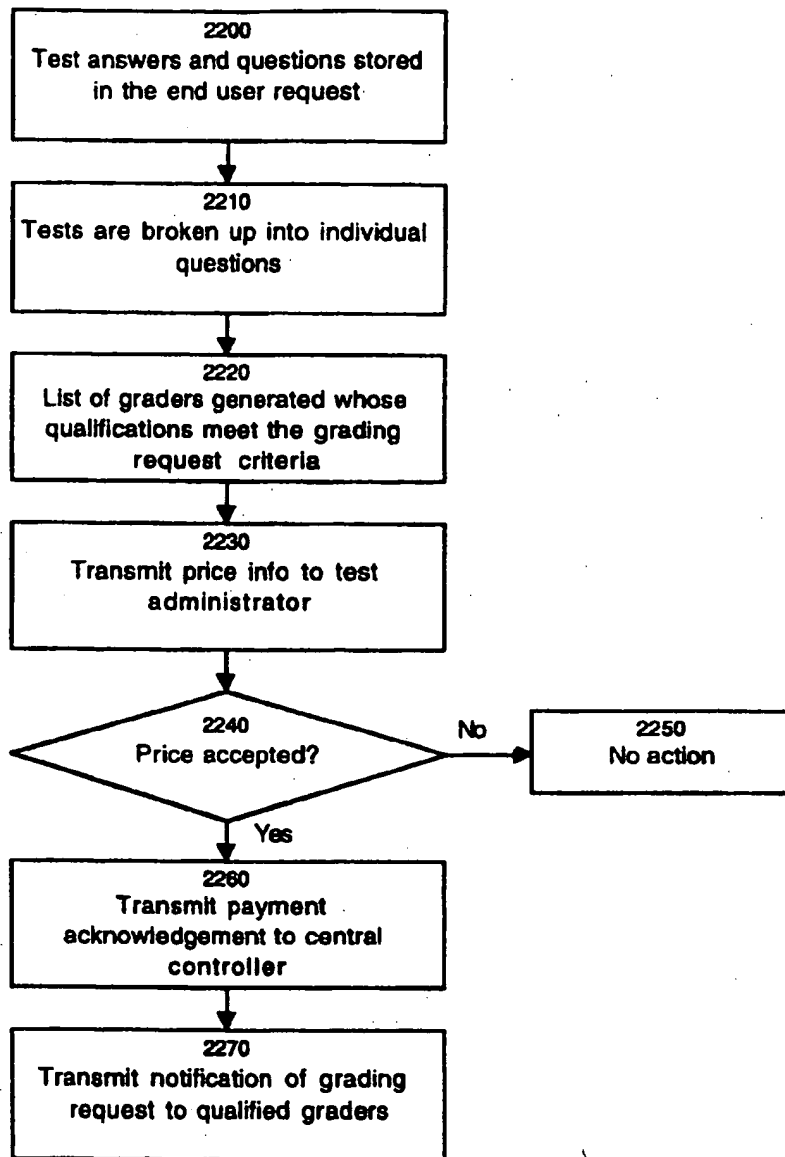 2200
Test answers and questions stored
in the end user request
2210
Tests are broken up into individual
questions
2220
List of graders generated whose
qualifications meet the grading
request criteria
2230
Transmit price info to test
administrator
2240
Price accepted?
No
2250
No action
Yes
2260
Transmit payment
acknowledgement to central
controller
2270
Transmit notification of grading
request to qualified graders